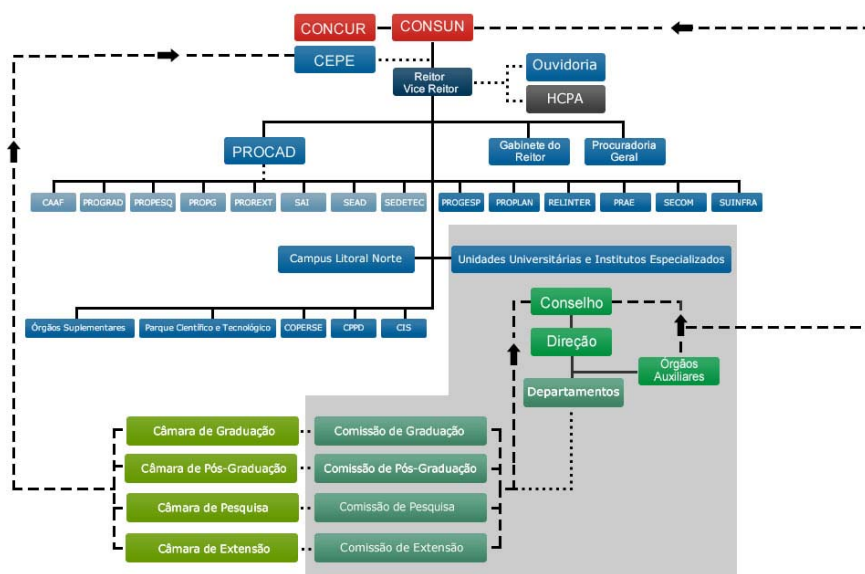 CONCUR
CONSUN
CEPE
Reitor
Vice Reitor
Ouvidoria
HCPA
PROCAD
Gabinete do
Reitor
Procuradoria
Geral
CAAF
PROGRAD
PROPESQ
PROPG
PROREXT
SAI
SEAD
SEDETEC
PROGESP
PROPLAN
RELINTER
PRAE
SECOM
SUINFRA
Campus Litoral Norte
Unidades Universitárias e Institutos Especializados
Órgãos Suplementares
Parque Científico e Tecnológico
COPERSE
CPPD
CIS
Conselho
Direção
Órgãos
Auxiliares
Departamentos
Câmara de Graduação
Comissão de Graduação
Câmara de Pós-Graduação
Comissão de Pós-Graduação
Câmara de Pesquisa
Comissão de Pesquisa
Câmara de Extensão
Comissão de Extensão